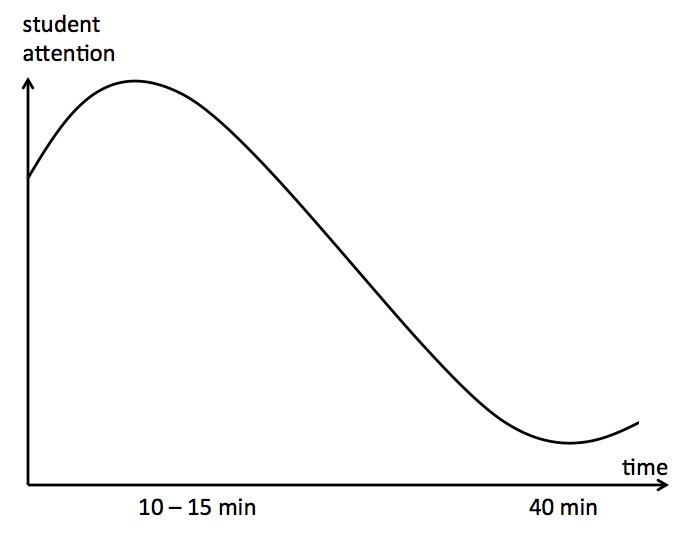 student
attention
time
10 – 15 min
40 min